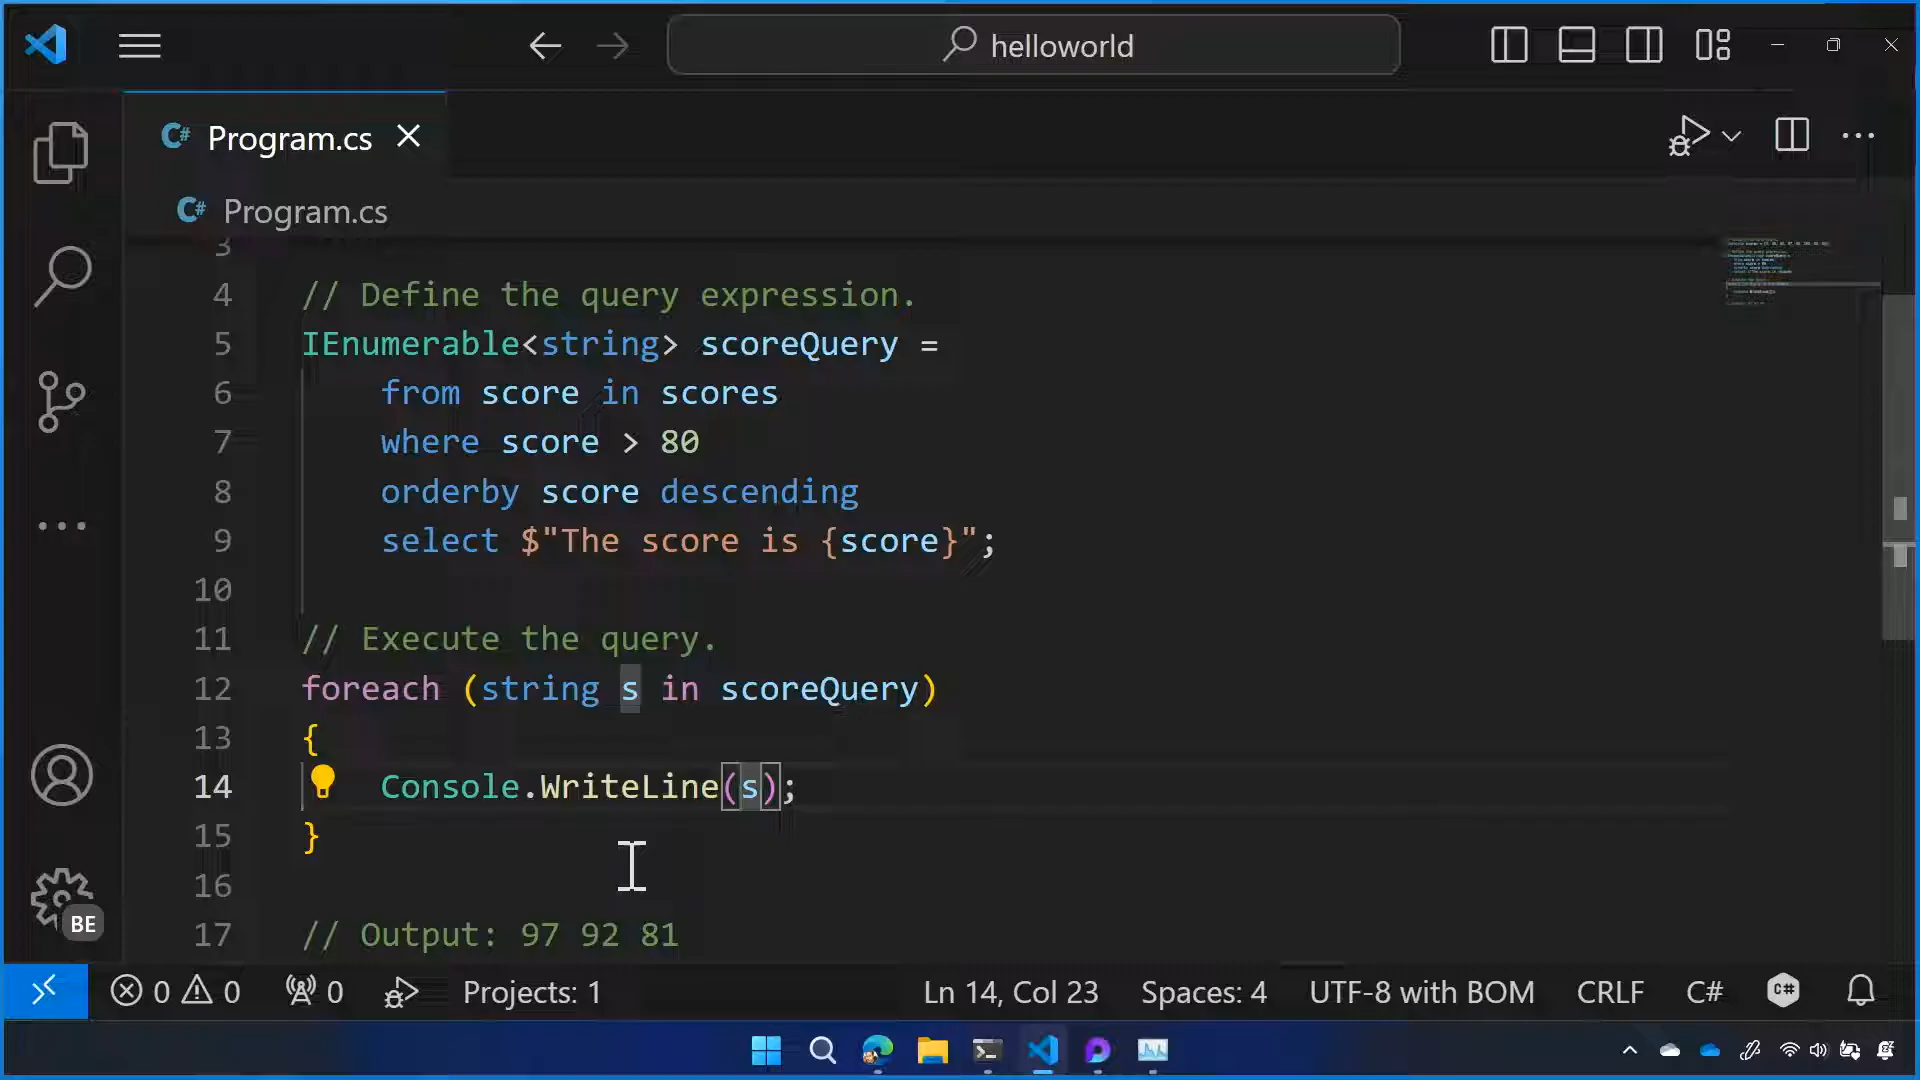 helloworld
Program.cs
Program.cs
3
4 // Define the query expression.
5 IEnumerable<string> scoreQuery =
6 from score in scores
7 where score > 80
8 orderby score descending
9 select $"The score is {score}";
10
11 // Execute the query.
12 foreach (string s in scoreQuery)
13 {
14 Console.WriteLine(s);
15 }
16
17 // Output: 97 92 81
BE
0 0 0 Projects: 1 Ln 14, Col 23 Spaces: 4 UTF-8 with BOM CRLF C#